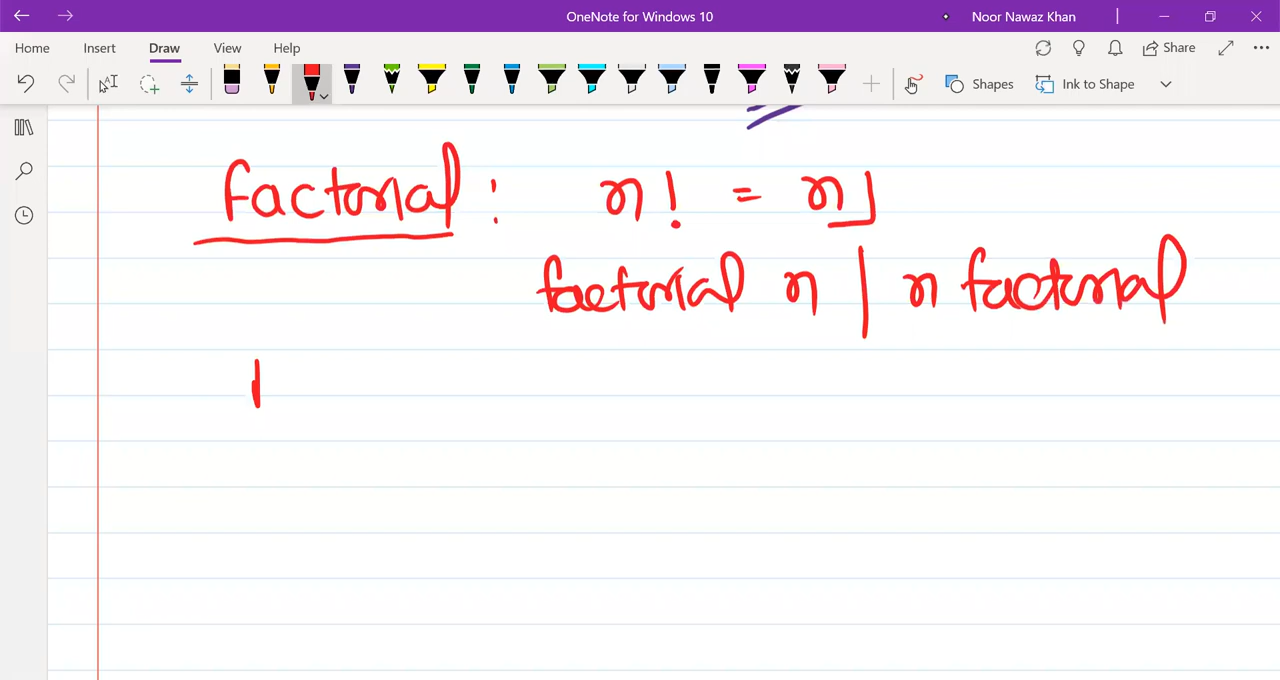 OneNote for Windows 10
Noor Nawaz Khan
Home Insert Draw View Help
Share
Shapes
Ink to Shape
factorial : n! = n⌋
factorial n | n factorial